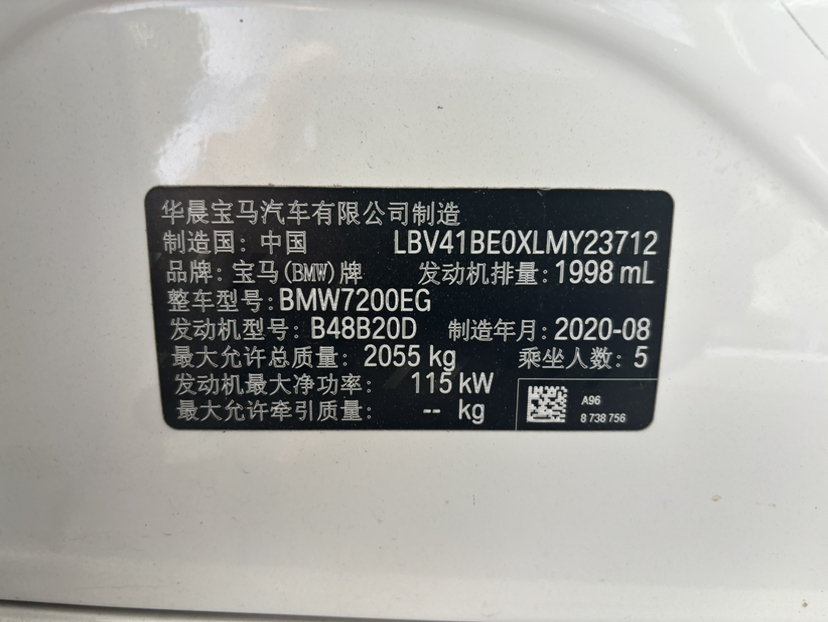 华晨宝马汽车有限公司制造
制造国: 中国 LBV41BE0XLMY23712
品牌: 宝马(BMW)牌 发动机排量: 1998 mL
整车型号: BMW7200EG
发动机型号: B48B20D 制造年月: 2020-08
最大允许总质量: 2055 kg 乘坐人数: 5
发动机最大净功率: 115 kW
最大允许牵引质量: -- kg
A96
8 738 756